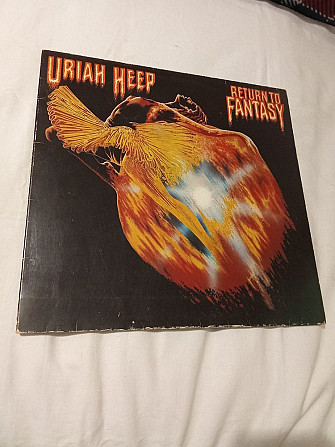 URIAH HEEP
RETURN TO
FANTASY